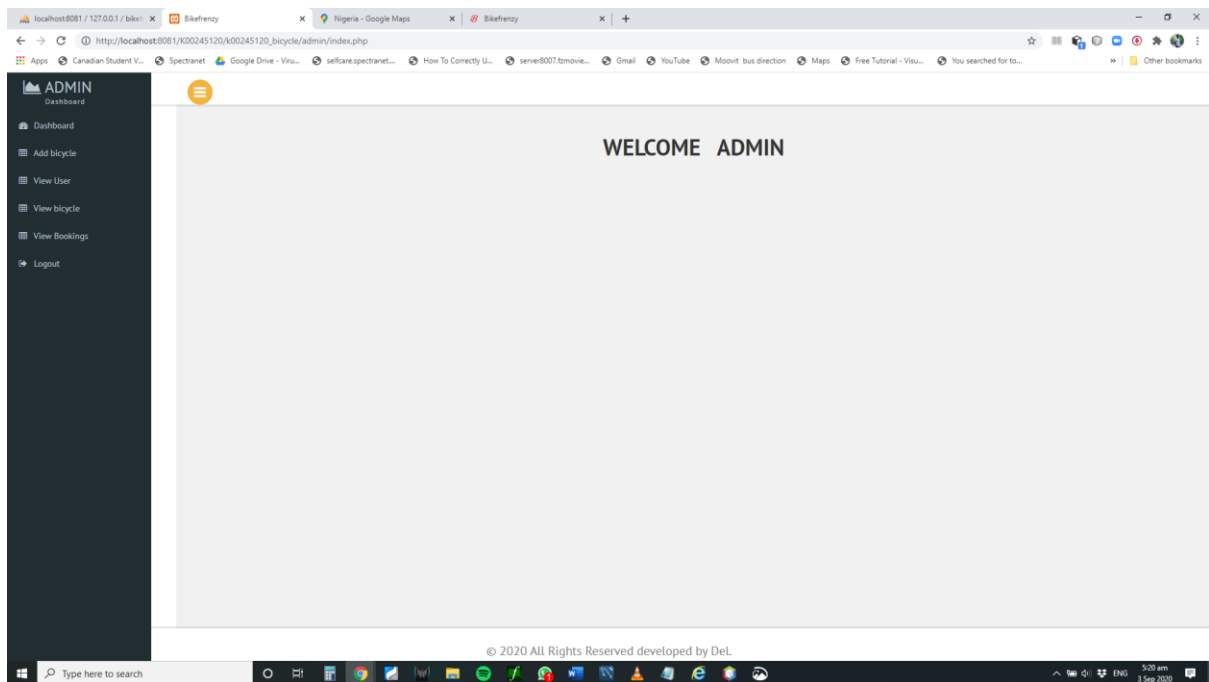 localhost:8081 / 127.0.0.1 / bikef
Bikefrenzy
Nigeria - Google Maps
Bikefrenzy
http://localhost:8081/K00245120/k00245120_bicycle/admin/index.php
Apps
Canadian Student V...
Spectranet
Google Drive - Viru...
selfcare.spectranet....
How To Correctly U...
server8007.fzmovie...
Gmail
YouTube
Moovit bus direction
Maps
Free Tutorial - Visu...
You searched for to...
Other bookmarks
ADMIN
Dashboard
Dashboard
Add bicycle
View User
View bicycle
View Bookings
Logout
WELCOME ADMIN
© 2020 All Rights Reserved developed by DeL.
Type here to search
ENG
5:20 am
3 Sep 2020